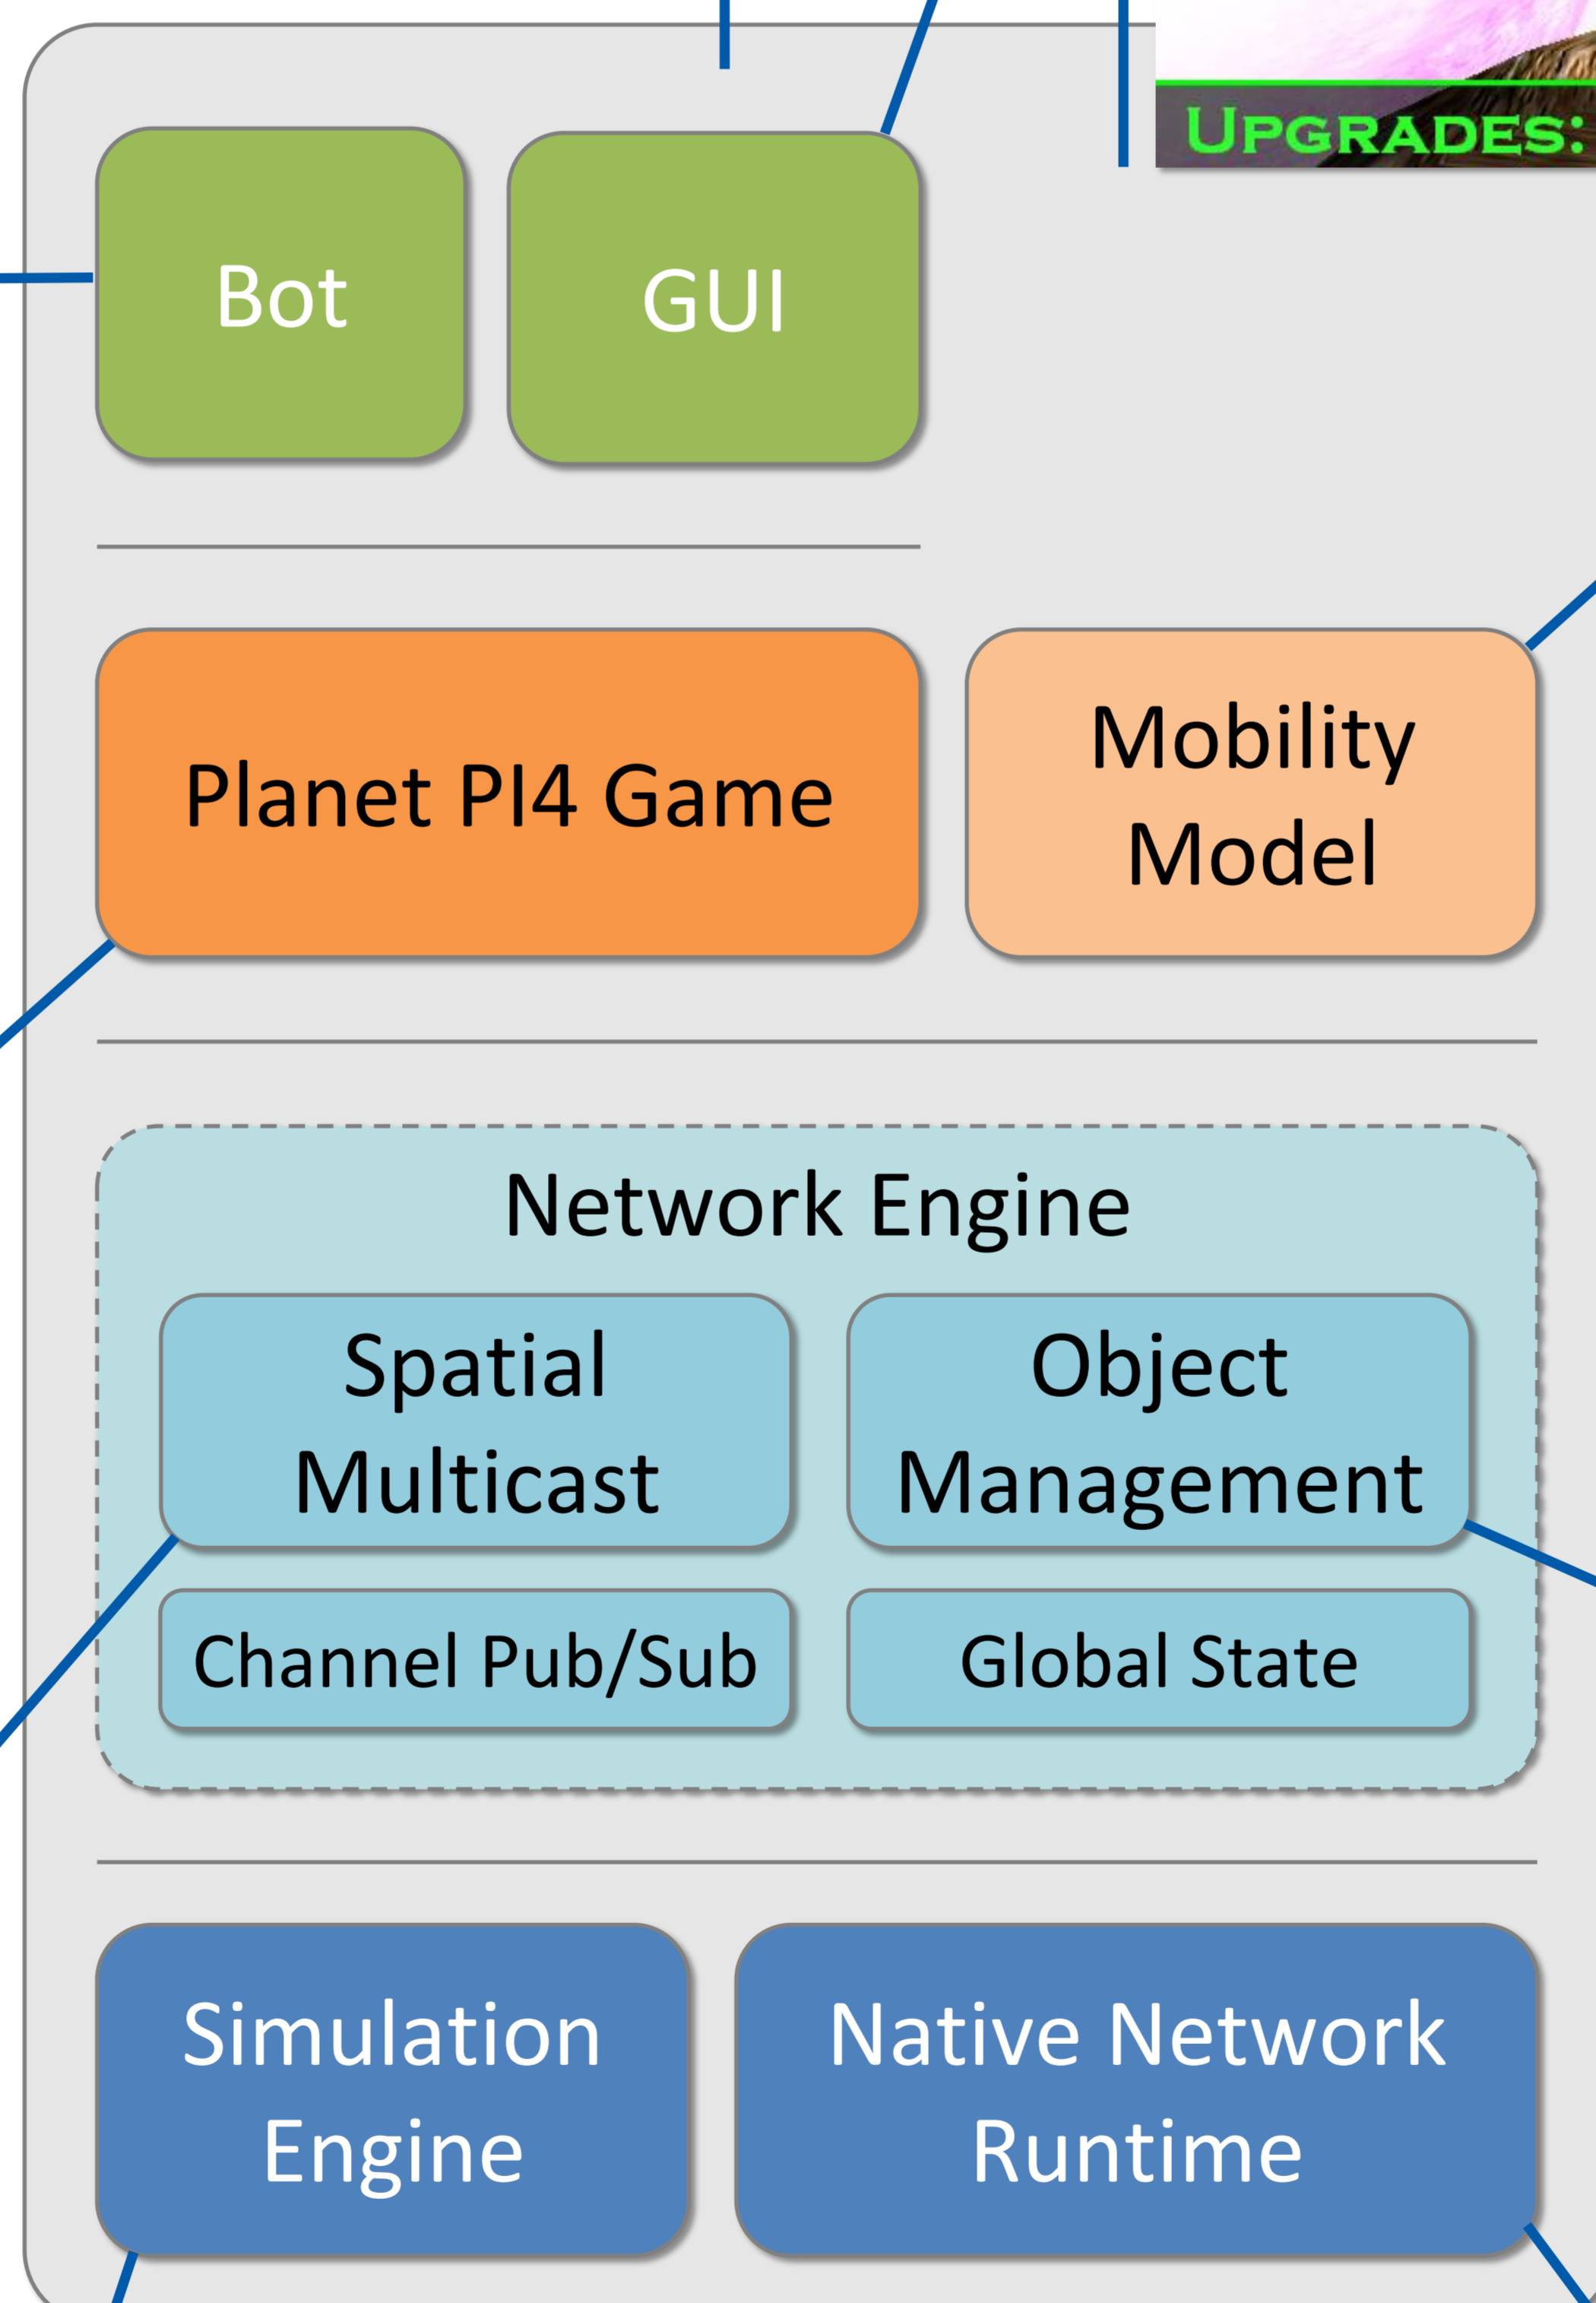 UPGRADES:
Bot
GUI
Planet PI4 Game
Mobility
Model
Network Engine
Spatial
Multicast
Object
Management
Channel Pub/Sub
Global State
Simulation
Engine
Native Network
Runtime